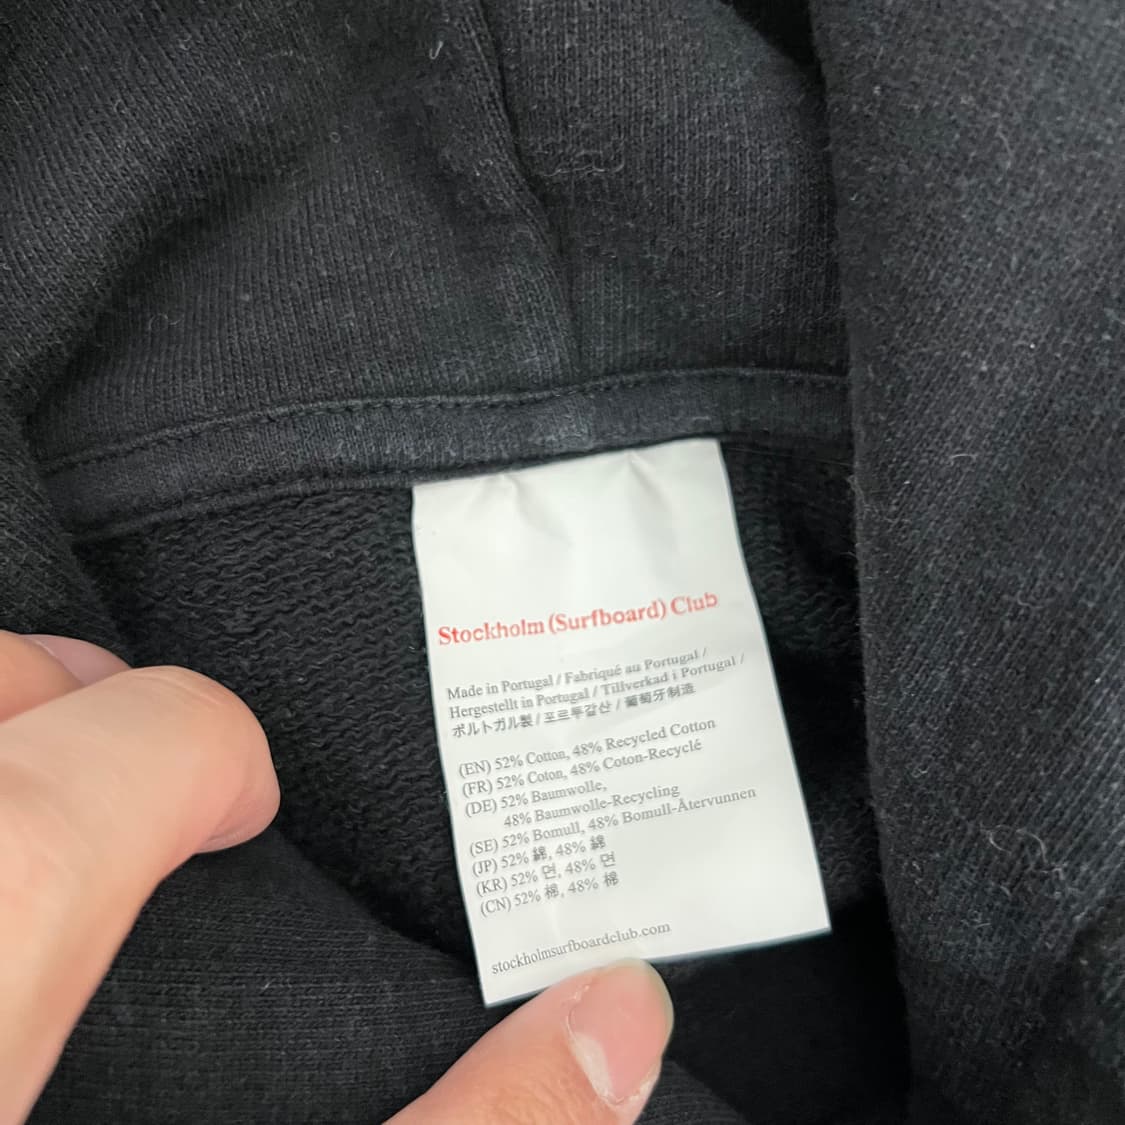 Stockholm (Surfboard) Club
Made in Portugal / Fabriqué au Portugal /
Hergestellt in Portugal / Tillverkad i Portugal /
ポルトガル製 / 포르투갈산 / 葡萄牙制造
(EN) 52% Cotton, 48% Recycled Cotton
(FR) 52% Coton, 48% Coton-Recyclé
(DE) 52% Baumwolle,
48% Baumwolle-Recycling
(SE) 52% Bomull, 48% Bomull-Återvunnen
(JP) 52% 綿, 48% 綿
(KR) 52% 면, 48% 면
(CN) 52% 棉, 48% 棉
stockholmsurfboardclub.com